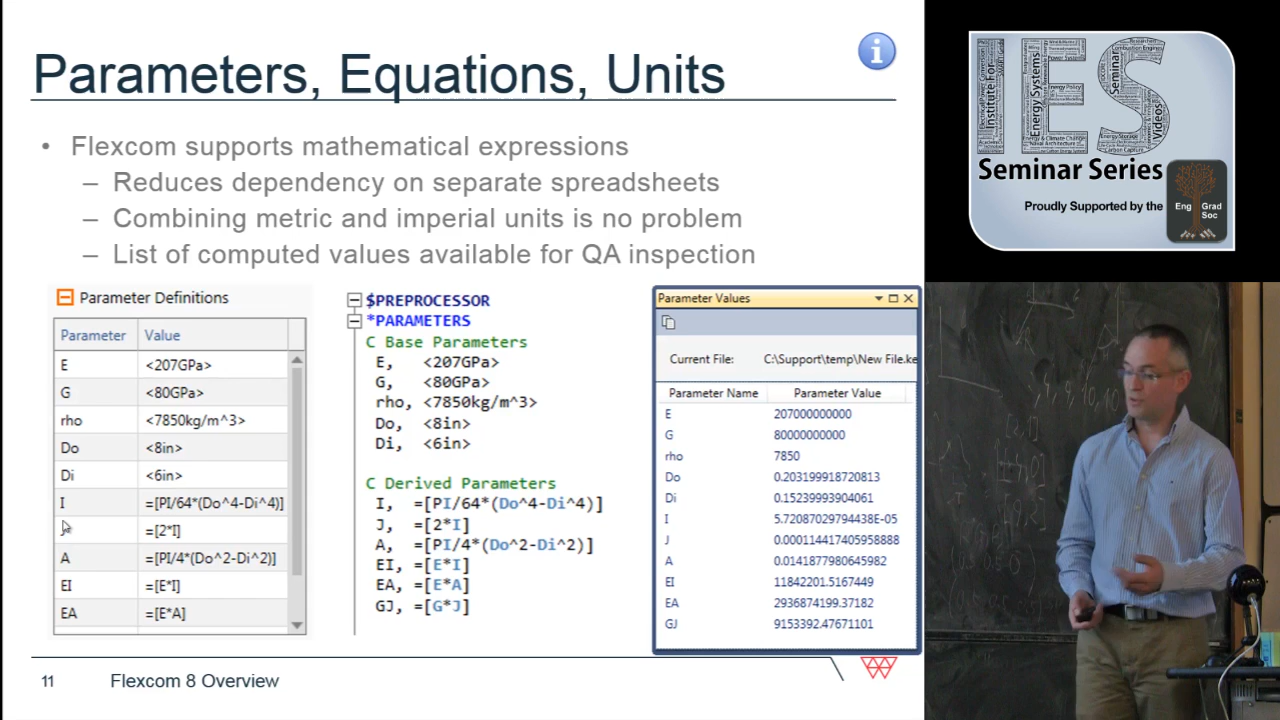 Parameters, Equations, Units
• Flexcom supports mathematical expressions
– Reduces dependency on separate spreadsheets
– Combining metric and imperial units is no problem
– List of computed values available for QA inspection
Parameter Definitions
Parameter Value
E <207GPa>
G <80GPa>
rho <7850kg/m^3>
Do <8in>
Di <6in>
I =[PI/64*(Do^4-Di^4)]
=[2*I]
A =[PI/4*(Do^2-Di^2)]
EI =[E*I]
EA =[E*A]
$PREPROCESSOR
*PARAMETERS
C Base Parameters
E, <207GPa>
G, <80GPa>
rho, <7850kg/m^3>
Do, <8in>
Di, <6in>
C Derived Parameters
I, =[PI/64*(Do^4-Di^4)]
J, =[2*I]
A, =[PI/4*(Do^2-Di^2)]
EI, =[E*I]
EA, =[E*A]
GJ, =[G*J]
Parameter Values
Current File: C:\Support\temp\New File.ke
Parameter Name Parameter Value
E 207000000000
G 80000000000
rho 7850
Do 0.203199918720813
Di 0.15239993904061
I 5.72087029794438E-05
J 0.000114417405958888
A 0.0141877980645982
EI 11842201.5167449
EA 2936874199.37182
GJ 9153392.47671101
11 Flexcom 8 Overview
IES
Seminar Series
Proudly Supported by the
Eng Grad
Soc